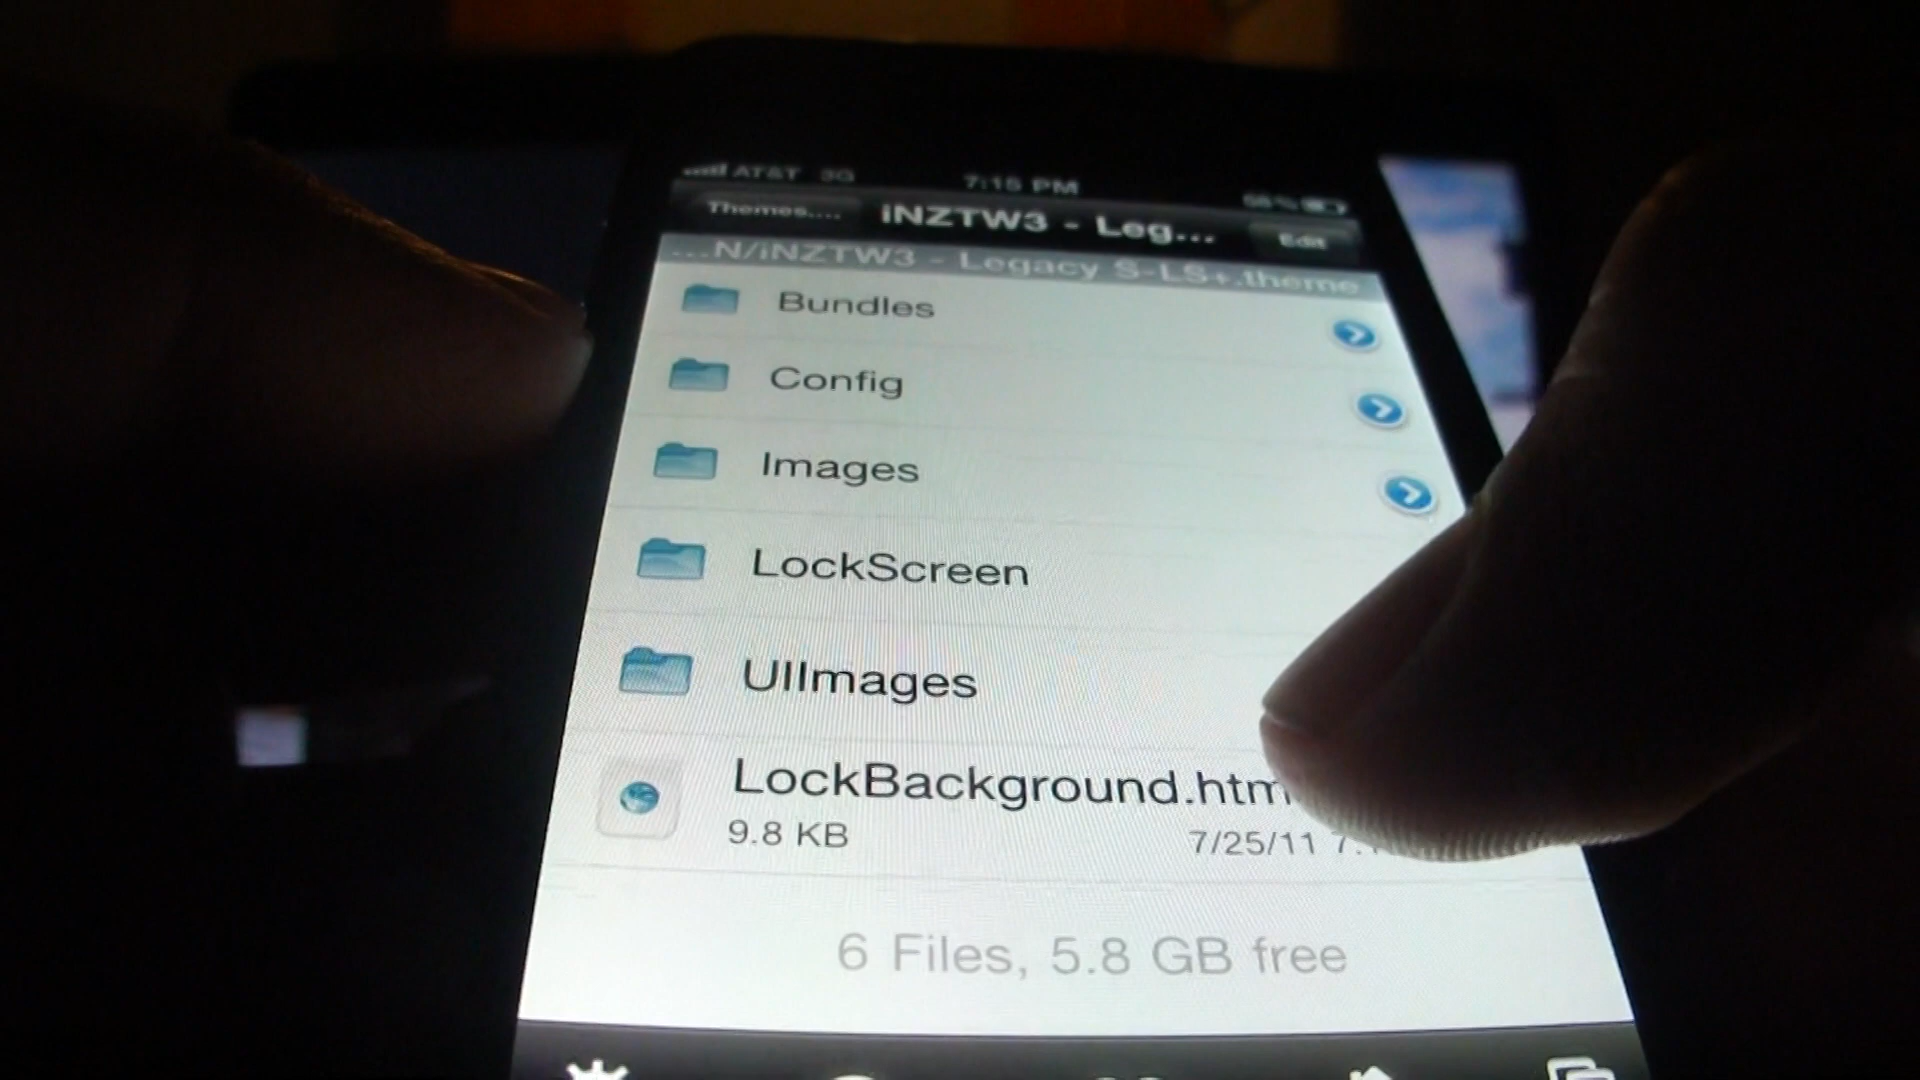 AT&T 3G 7:15 PM
Themes.... iNZTW3 - Leg... Edit
...N/iNZTW3 - Legacy S-LS+.theme
Bundles
Config
Images
LockScreen
UIImages
LockBackground.htm
9.8 KB 7/25/11
6 Files, 5.8 GB free